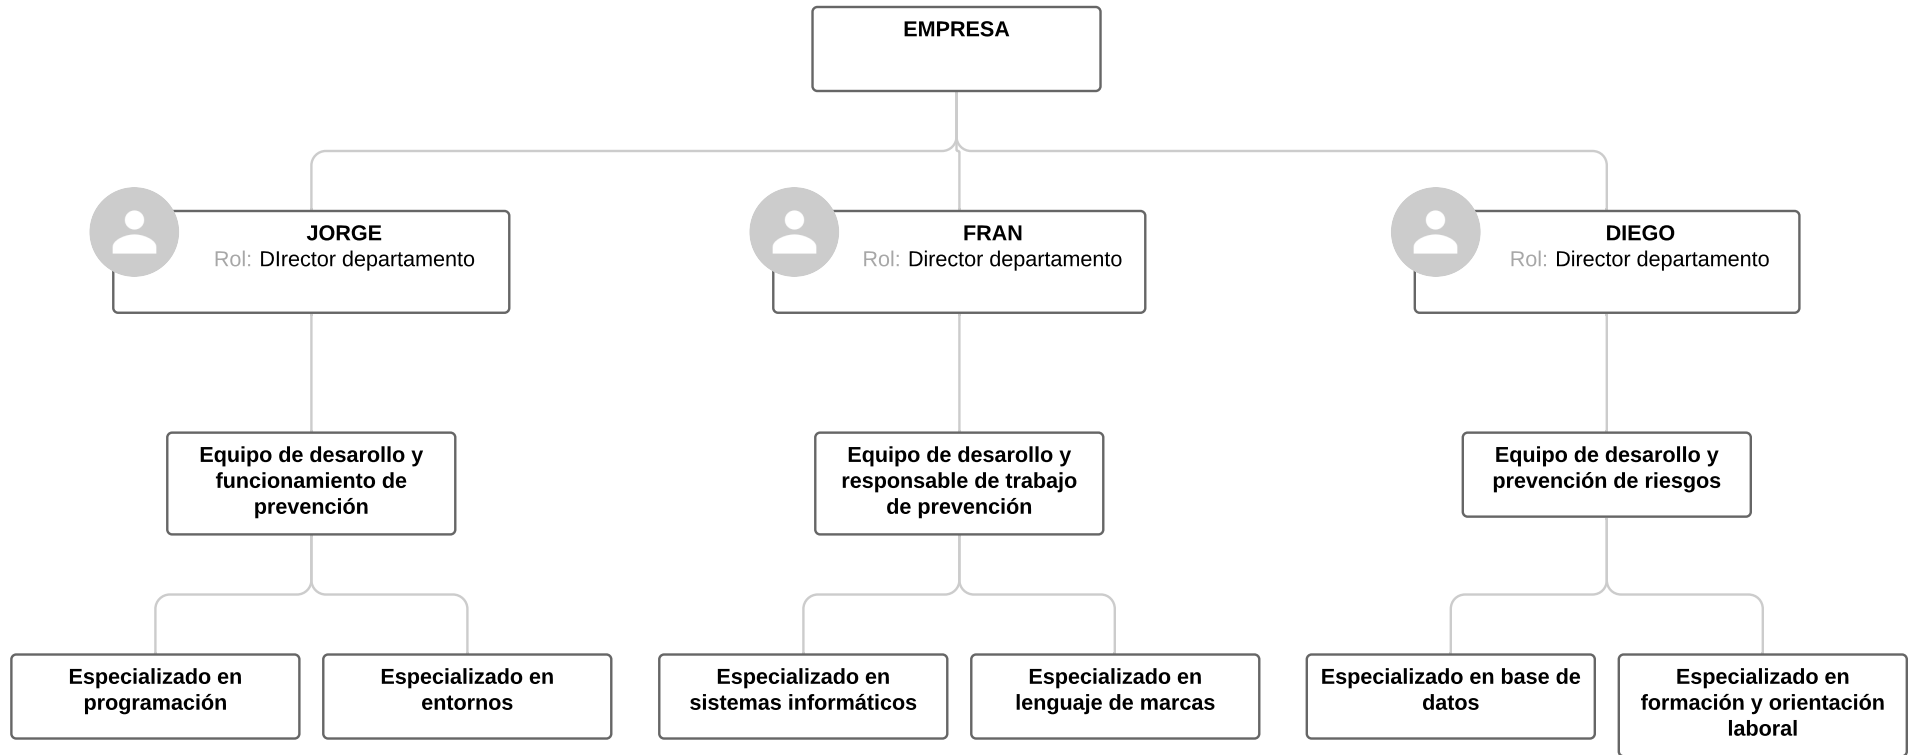 EMPRESA
JORGE
Rol: DIrector departamento
FRAN
Rol: Director departamento
DIEGO
Rol: Director departamento
Equipo de desarollo y
funcionamiento de
prevención
Equipo de desarollo y
responsable de trabajo
de prevención
Equipo de desarollo y
prevención de riesgos
Especializado en
programación
Especializado en
entornos
Especializado en
sistemas informáticos
Especializado en
lenguaje de marcas
Especializado en base de
datos
Especializado en
formación y orientación
laboral